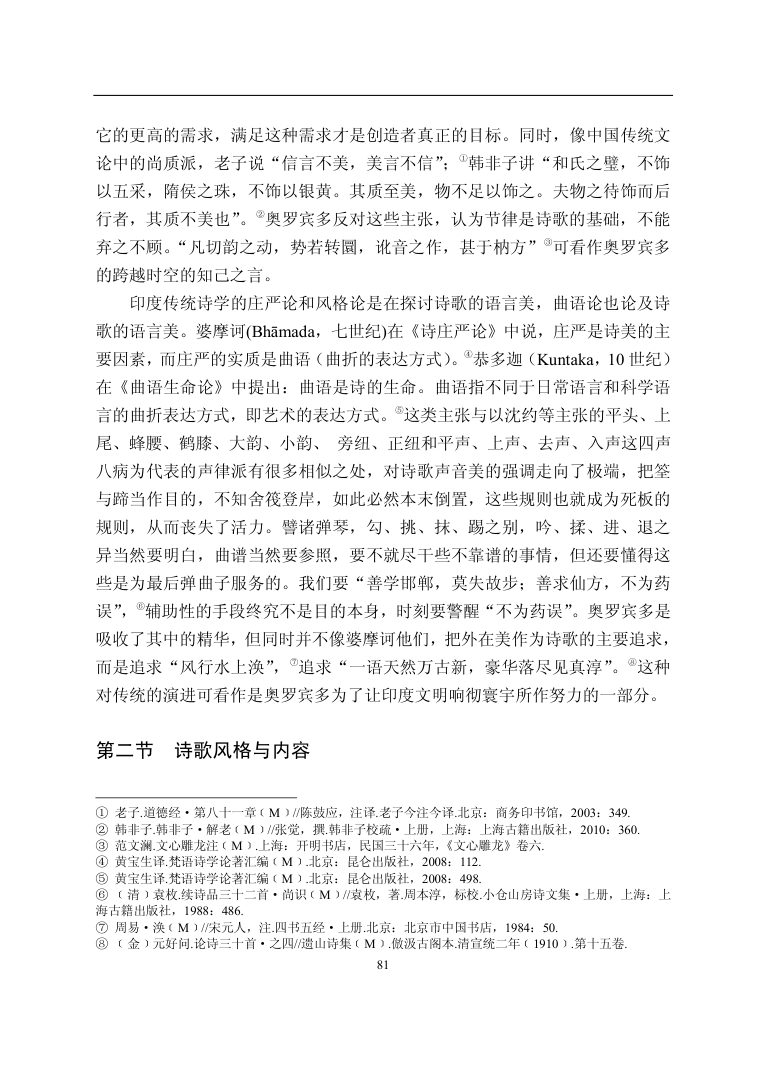 它的更高的需求，满足这种需求才是创造者真正的目标。同时，像中国传统文
论中的尚质派，老子说“信言不美，美言不信”；①韩非子讲“和氏之璧，不饰
以五采，隋侯之珠，不饰以银黄。其质至美，物不足以饰之。夫物之待饰而后
行者，其质不美也”。②奥罗宾多反对这些主张，认为节律是诗歌的基础，不能
弃之不顾。“凡切韵之动，势若转圜，讹音之作，甚于枘方”③可看作奥罗宾多
的跨越时空的知己之言。
印度传统诗学的庄严论和风格论是在探讨诗歌的语言美，曲语论也论及诗
歌的语言美。婆摩诃(Bhāmada，七世纪)在《诗庄严论》中说，庄严是诗美的主
要因素，而庄严的实质是曲语（曲折的表达方式）。④恭多迦（Kuntaka，10 世纪）
在《曲语生命论》中提出：曲语是诗的生命。曲语指不同于日常语言和科学语
言的曲折表达方式，即艺术的表达方式。⑤这类主张与以沈约等主张的平头、上
尾、蜂腰、鹤膝、大韵、小韵、 旁纽、正纽和平声、上声、去声、入声这四声
八病为代表的声律派有很多相似之处，对诗歌声音美的强调走向了极端，把筌
与蹄当作目的，不知舍筏登岸，如此必然本末倒置，这些规则也就成为死板的
规则，从而丧失了活力。譬诸弹琴，勾、挑、抹、踢之别，吟、揉、进、退之
异当然要明白，曲谱当然要参照，要不就尽干些不靠谱的事情，但还要懂得这
些是为最后弹曲子服务的。我们要“善学邯郸，莫失故步；善求仙方，不为药
误”，⑥辅助性的手段终究不是目的本身，时刻要警醒“不为药误”。奥罗宾多是
吸收了其中的精华，但同时并不像婆摩诃他们，把外在美作为诗歌的主要追求，
而是追求“风行水上涣”，⑦追求“一语天然万古新，豪华落尽见真淳”。⑧这种
对传统的演进可看作是奥罗宾多为了让印度文明响彻寰宇所作努力的一部分。
第二节　诗歌风格与内容
① 老子.道德经·第八十一章﹝M﹞//陈鼓应，注译.老子今注今译.北京：商务印书馆，2003：349.
② 韩非子.韩非子·解老﹝M﹞//张觉，撰.韩非子校疏·上册，上海：上海古籍出版社，2010：360.
③ 范文澜.文心雕龙注﹝M﹞.上海：开明书店，民国三十六年，《文心雕龙》卷六.
④ 黄宝生译.梵语诗学论著汇编﹝M﹞.北京：昆仑出版社，2008：112.
⑤ 黄宝生译.梵语诗学论著汇编﹝M﹞.北京：昆仑出版社，2008：498.
⑥ ﹝清﹞袁枚.续诗品三十二首·尚识﹝M﹞//袁枚，著.周本淳，标校.小仓山房诗文集·上册，上海：上
海古籍出版社，1988：486.
⑦ 周易·涣﹝M﹞//宋元人，注.四书五经·上册.北京：北京市中国书店，1984：50.
⑧ ﹝金﹞元好问.论诗三十首·之四//遗山诗集﹝M﹞.倣汲古阁本.清宣统二年﹝1910﹞.第十五卷.
81